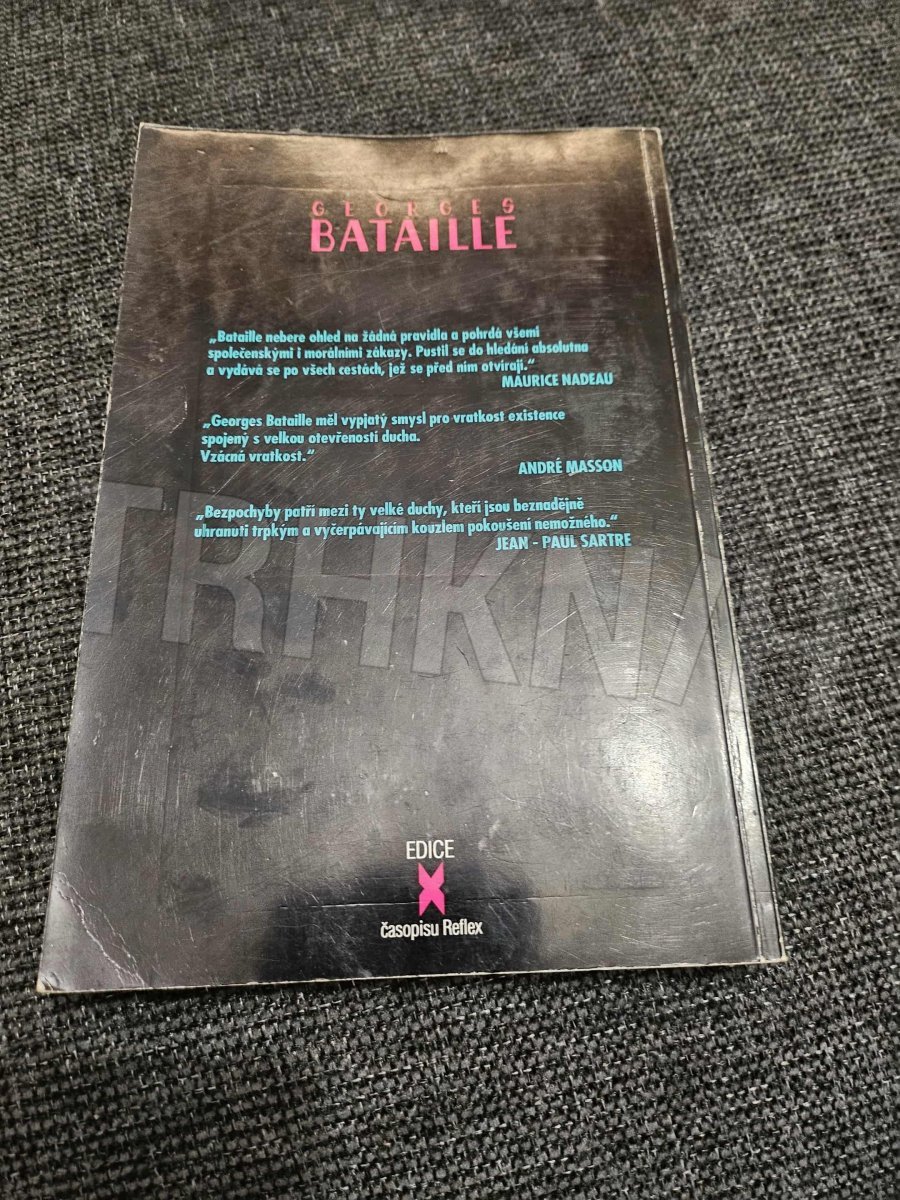 GEORGES
BATAILLE
„Bataille nebere ohled na žádná pravidla a pohrdá všemi
společenskými i morálními zákazy. Pustil se do hledání absolutna
a vydává se po všech cestách, jež se před ním otvírají.“
MAURICE NADEAU
„Georges Bataille měl vypjatý smysl pro vratkost existence
spojený s velkou otevřeností ducha.
Vzácná vratkost.“
ANDRÉ MASSON
„Bezpochyby patří mezi ty velké duchy, kteří jsou beznadějně
uhranuti trpkým a vyčerpávajícím kouzlem pokoušení nemožného.“
JEAN - PAUL SARTRE
TRHKN
EDICE
X
časopisu Reflex